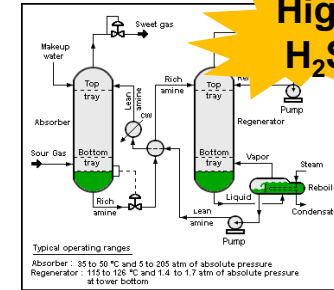 Hig
H2S
Sweet gas
Makeup
water
Rich
amine
Top
tray
Lean
amine
CW
Top
tray
Pump
Absorber
Regenerator
Bottom
tray
Bottom
tray
Sour Gas
Vapor
Steam
Reboil
Rich
amine
Liquid
Condensat
Lean
amine
Pump
Typical operating ranges
Absorber : 35 to 50 °C and 5 to 205 atm of absolute pressure
Regenerator : 115 to 126 °C and 1.4 to 1.7 atm of absolute pressure
at tower bottom